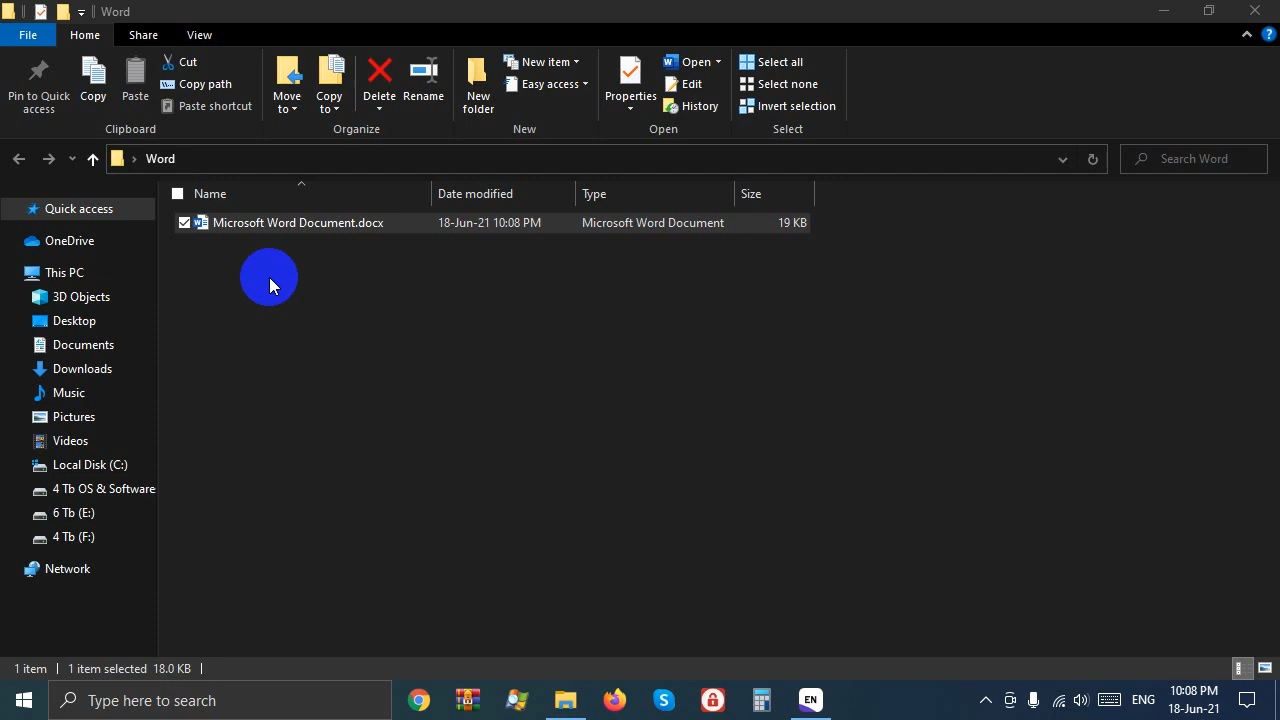 Word
File
Home
Share
View
Pin to Quick access
Copy
Paste
Cut
Copy path
Paste shortcut
Clipboard
Move to
Copy to
Delete
Rename
Organize
New folder
New item
Easy access
New
Properties
Open
Edit
History
Open
Select all
Select none
Invert selection
Select
Word
Search Word
Name
Date modified
Type
Size
Microsoft Word Document.docx
18-Jun-21 10:08 PM
Microsoft Word Document
19 KB
Quick access
OneDrive
This PC
3D Objects
Desktop
Documents
Downloads
Music
Pictures
Videos
Local Disk (C:)
4 Tb OS & Software
6 Tb (E:)
4 Tb (F:)
Network
1 item
1 item selected 18.0 KB
Type here to search
EN
ENG
10:08 PM
18-Jun-21